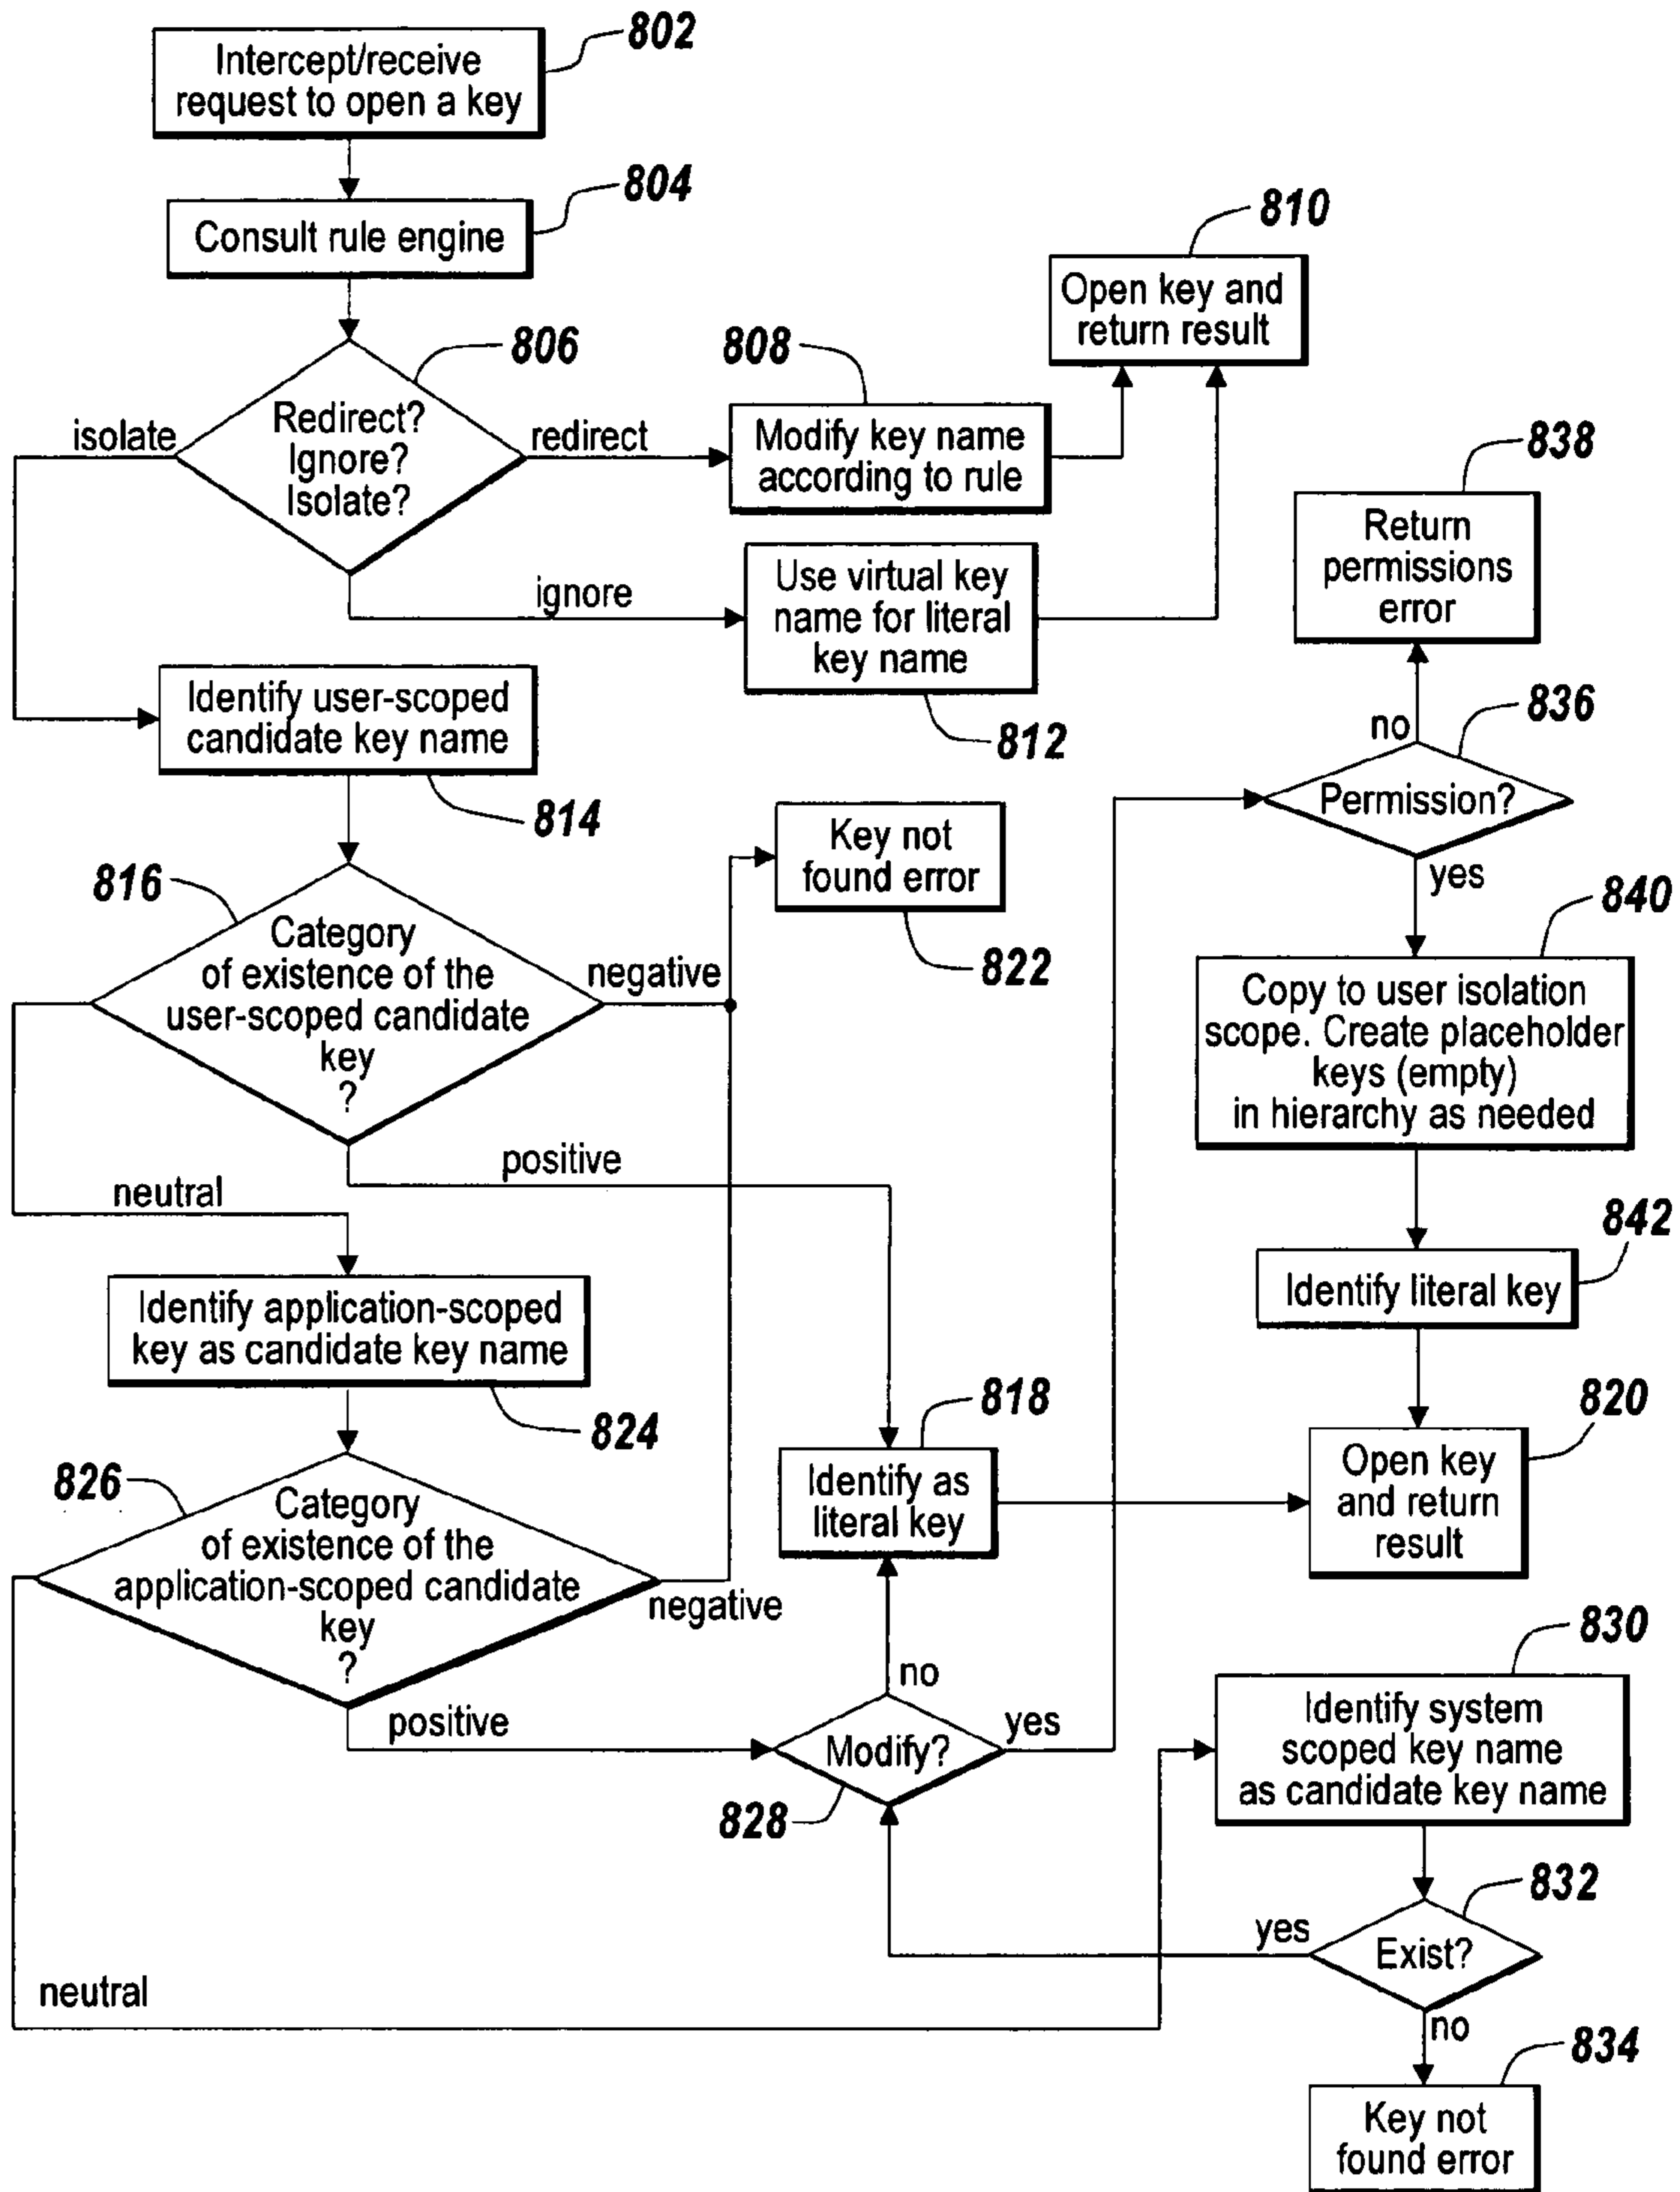 802
Intercept/receive
request to open a key
804
Consult rule engine
810
Open key and
return result
806
Redirect?
Ignore?
Isolate?
isolate
redirect
ignore
808
Modify key name
according to rule
838
Return
permissions
error
Use virtual key
name for literal
key name
812
Identify user-scoped
candidate key name
814
no
836
Permission?
yes
Key not
found error
822
816
Category
of existence of the
user-scoped candidate
key
?
negative
positive
neutral
840
Copy to user isolation
scope. Create placeholder
keys (empty)
in hierarchy as needed
842
Identify literal key
Identify application-scoped
key as candidate key name
824
818
Identify as
literal key
820
Open key
and return
result
826
Category
of existence of the
application-scoped candidate
key
?
negative
positive
neutral
no
Modify?
yes
828
830
Identify system
scoped key name
as candidate key name
832
yes
Exist?
no
834
Key not
found error